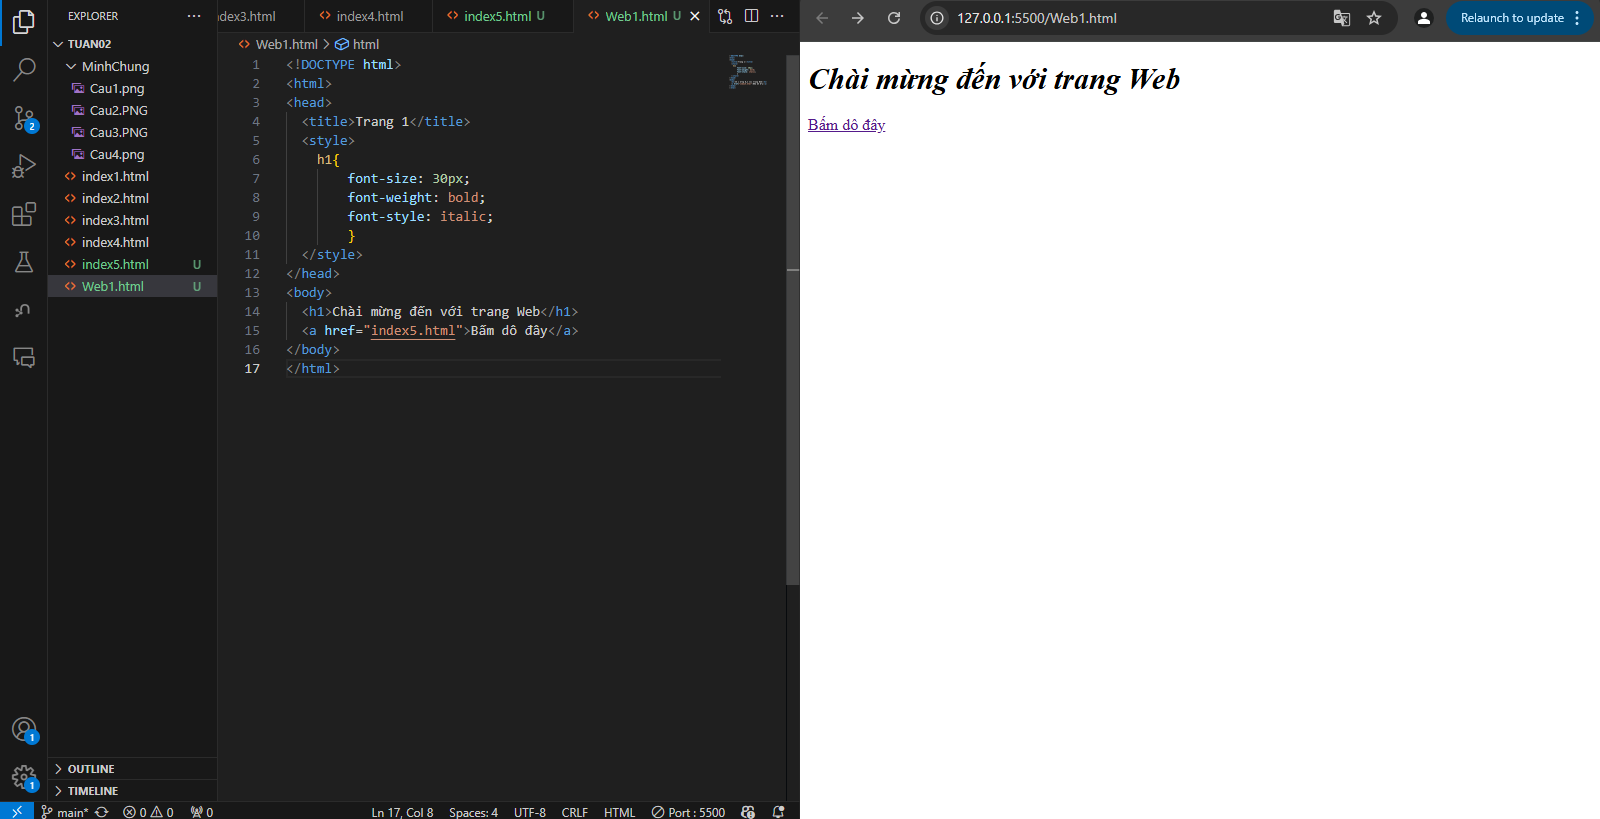 EXPLORER
TUAN02
MinhChung
Cau1.png
Cau2.PNG
Cau3.PNG
Cau4.png
index1.html
index2.html
index3.html
index4.html
index5.html U
Web1.html U
OUTLINE
TIMELINE
dex3.html
index4.html
index5.html U
Web1.html U
Web1.html > html
1 <!DOCTYPE html>
2 <html>
3 <head>
4 <title>Trang 1</title>
5 <style>
6 h1{
7 font-size: 30px;
8 font-weight: bold;
9 font-style: italic;
10 }
11 </style>
12 </head>
13 <body>
14 <h1>Chài mừng đến với trang Web</h1>
15 <a href="index5.html">Bấm dô đây</a>
16 </body>
17 </html>
2
1
1
main* 0 0 0 Ln 17, Col 8 Spaces: 4 UTF-8 CRLF HTML Port : 5500
127.0.0.1:5500/Web1.html
Relaunch to update
Chài mừng đến với trang Web
Bấm dô đây